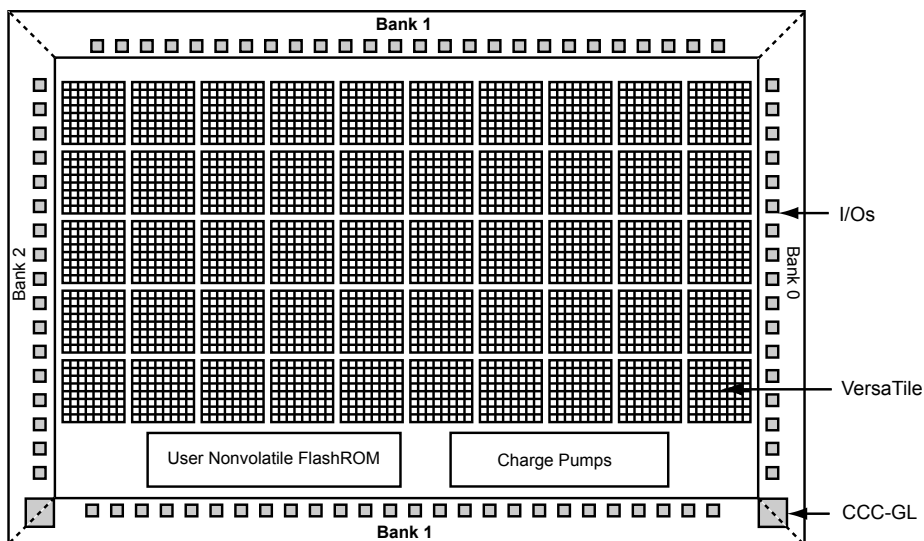 Bank 1
I/Os
Bank 2
Bank 0
VersaTile
User Nonvolatile FlashROM
Charge Pumps
CCC-GL
Bank 1